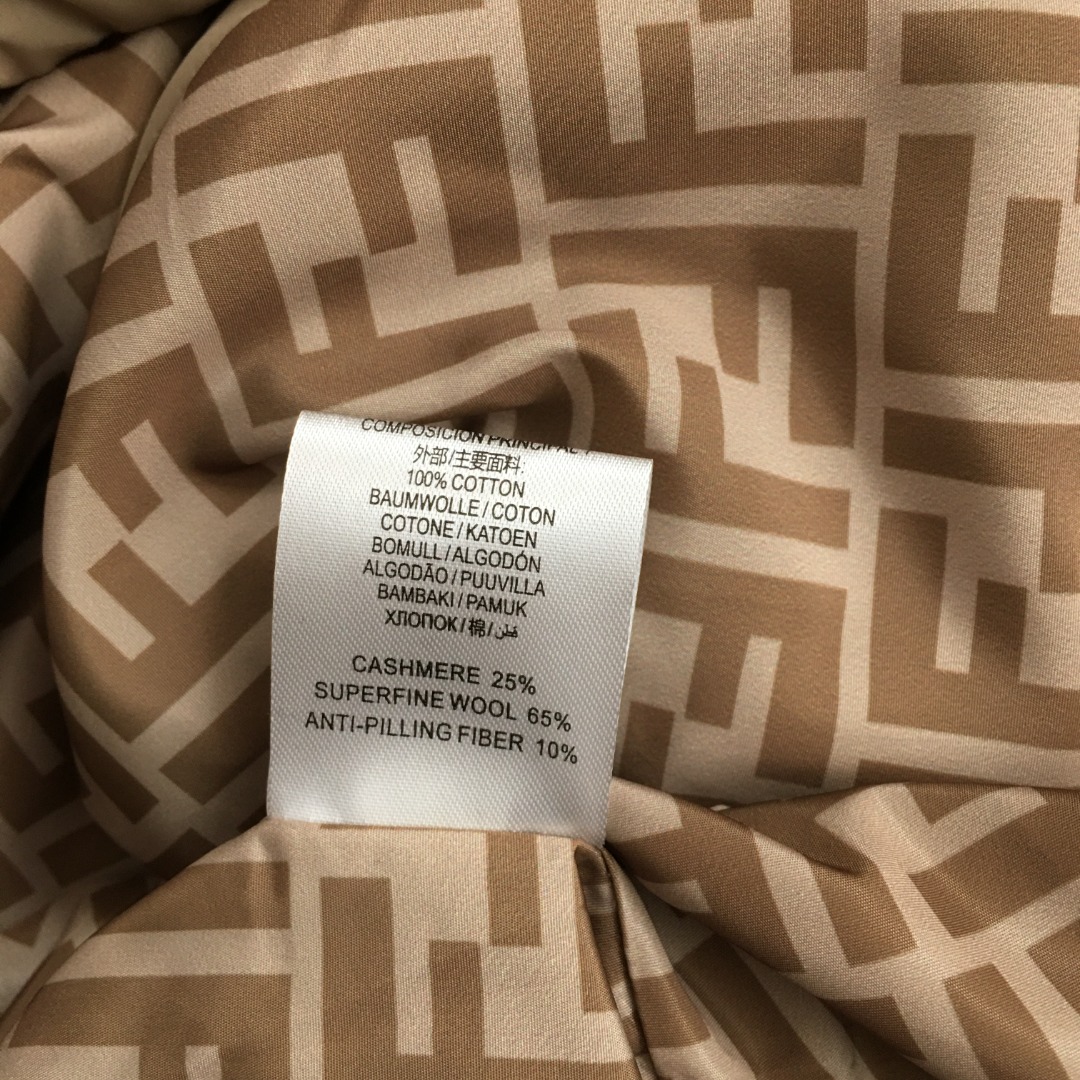 COMPOSICIÓN PRINCIPAL /
外部/主要面料.
100% COTTON
BAUMWOLLE/COTON
COTONE/KATOEN
BOMULL/ALGODÓN
ALGODÃO/PUUVILLA
BAMBAKI/PAMUK
ХЛОПОК/棉/قطن
CASHMERE 25%
SUPERFINE WOOL 65%
ANTI-PILLING FIBER 10%